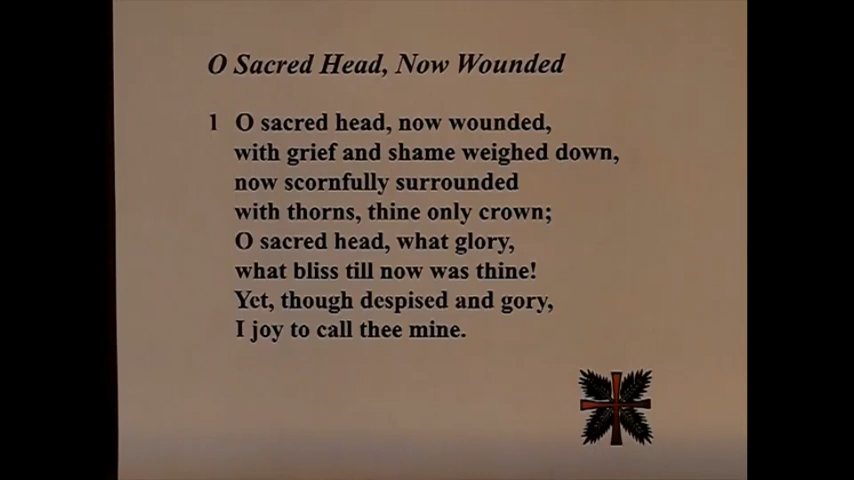 O Sacred Head, Now Wounded
1 O sacred head, now wounded,
with grief and shame weighed down,
now scornfully surrounded
with thorns, thine only crown;
O sacred head, what glory,
what bliss till now was thine!
Yet, though despised and gory,
I joy to call thee mine.